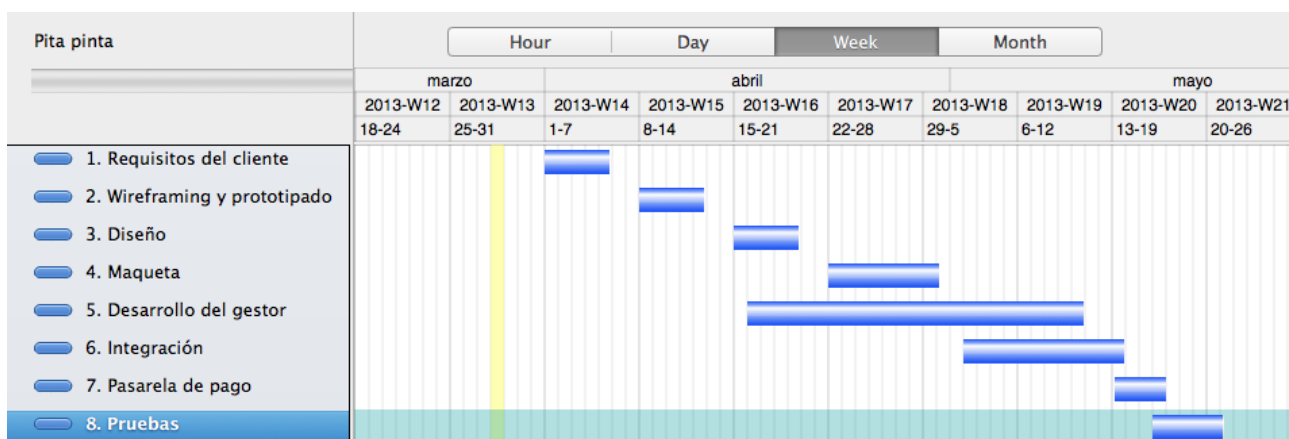 Pita pinta
Hour Day Week Month
marzo abril mayo
2013-W12 2013-W13 2013-W14 2013-W15 2013-W16 2013-W17 2013-W18 2013-W19 2013-W20 2013-W21
18-24 25-31 1-7 8-14 15-21 22-28 29-5 6-12 13-19 20-26
1. Requisitos del cliente
2. Wireframing y prototipado
3. Diseño
4. Maqueta
5. Desarrollo del gestor
6. Integración
7. Pasarela de pago
8. Pruebas